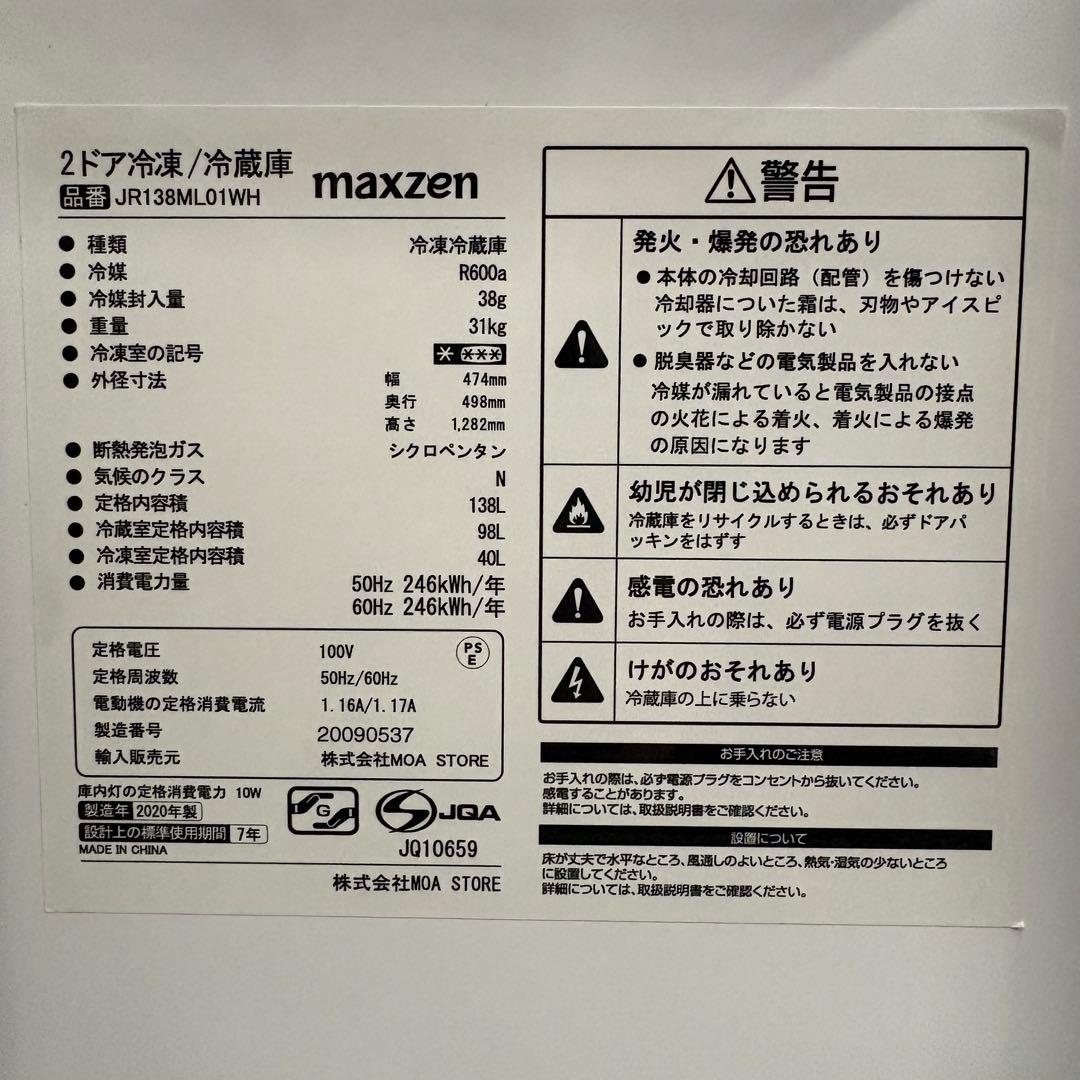 2ドア冷凍/冷蔵庫
maxzen
品番 JR138ML01WH
● 種類 冷凍冷蔵庫
● 冷媒 R600a
● 冷媒封入量 38g
● 重量 31kg
● 冷凍室の記号 * ***
● 外径寸法 幅 474mm
奥行 498mm
高さ 1,282mm
● 断熱発泡ガス シクロペンタン
● 気候のクラス N
● 定格内容積 138L
● 冷蔵室定格内容積 98L
● 冷凍室定格内容積 40L
● 消費電力量 50Hz 246kWh/年
60Hz 246kWh/年
定格電圧 100V
PSE
定格周波数 50Hz/60Hz
電動機の定格消費電流 1.16A/1.17A
製造番号 20090537
輸入販売元 株式会社MOA STORE
庫内灯の定格消費電力 10W
製造年 2020年製
設計上の標準使用期間 7年
MADE IN CHINA
G
JQA
JQ10659
株式会社MOA STORE
警告
発火・爆発の恐れあり
● 本体の冷却回路（配管）を傷つけない
冷却器についた霜は、刃物やアイスピ
ックで取り除かない
● 脱臭器などの電気製品を入れない
冷媒が漏れていると電気製品の接点
の火花による着火、着火による爆発
の原因になります
幼児が閉じ込められるおそれあり
冷蔵庫をリサイクルするときは、必ずドアパ
ッキンをはずす
感電の恐れあり
お手入れの際は、必ず電源プラグを抜く
けがのおそれあり
冷蔵庫の上に乗らない
お手入れのご注意
お手入れの際は、必ず電源プラグをコンセントから抜いてください。
感電することがあります。
詳細については、取扱説明書をご確認ください。
設置について
床が丈夫で水平なところ、風通しのよいところ、熱気・湿気の少ないところ
に設置してください。
詳細については、取扱説明書をご確認ください。